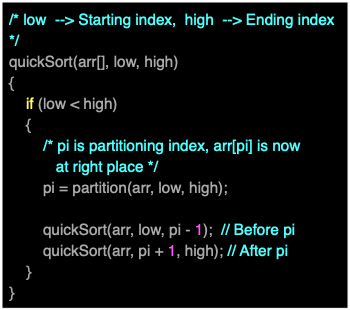 /* low  --> Starting index,  high  --> Ending index
*/
quickSort(arr[], low, high)
{
    if (low < high)
    {
        /* pi is partitioning index, arr[pi] is now
           at right place */
        pi = partition(arr, low, high);

        quickSort(arr, low, pi - 1);  // Before pi
        quickSort(arr, pi + 1, high); // After pi
    }
}